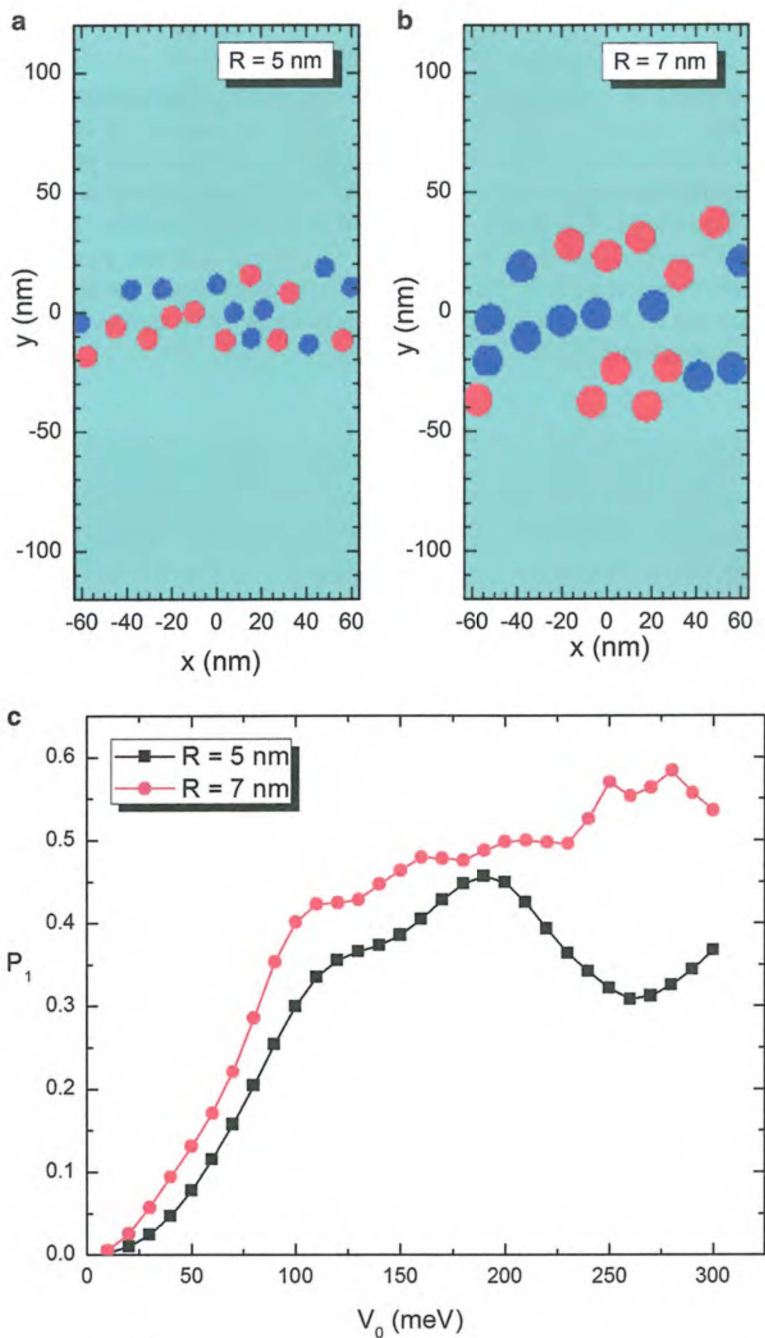 a
R = 5 nm
100
50
0
-50
-100
y (nm)
-60 -40 -20 0 20 40 60
x (nm)
b
R = 7 nm
100
50
0
-50
-100
y (nm)
-60 -40 -20 0 20 40 60
x (nm)
c
R = 5 nm
R = 7 nm
0.6
0.5
0.4
0.3
0.2
0.1
0.0
P₁
0 50 100 150 200 250 300
V₀ (meV)